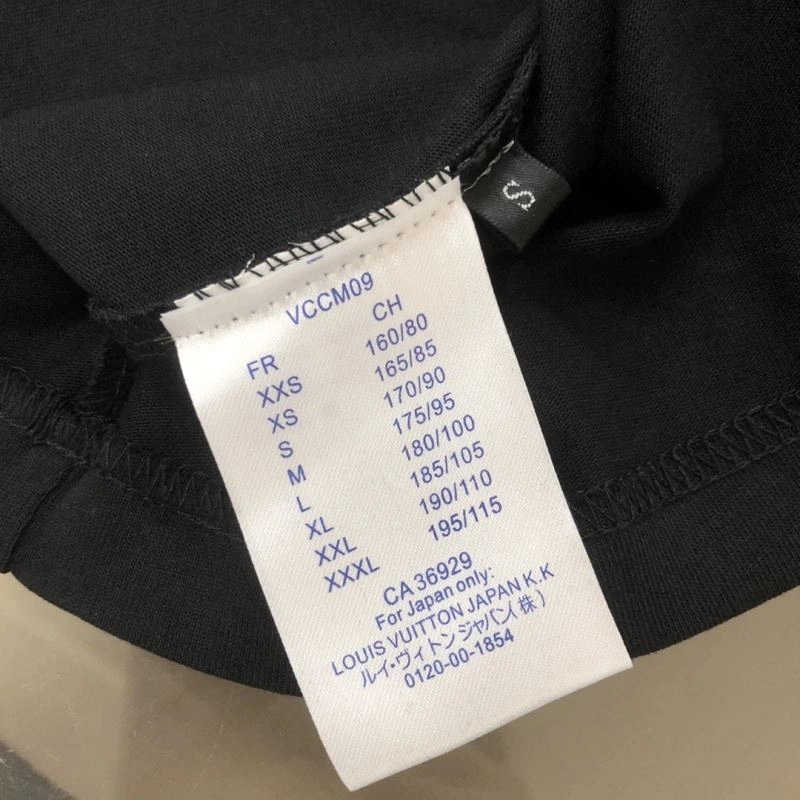 S
VCCM09
FR CH
XXS 160/80
XS 165/85
S 170/90
M 175/95
L 180/100
XL 185/105
XXL 190/110
XXXL 195/115
CA 36929
For Japan only:
LOUIS VUITTON JAPAN K.K
ルイ・ヴィトンジャパン(株)
0120-00-1854